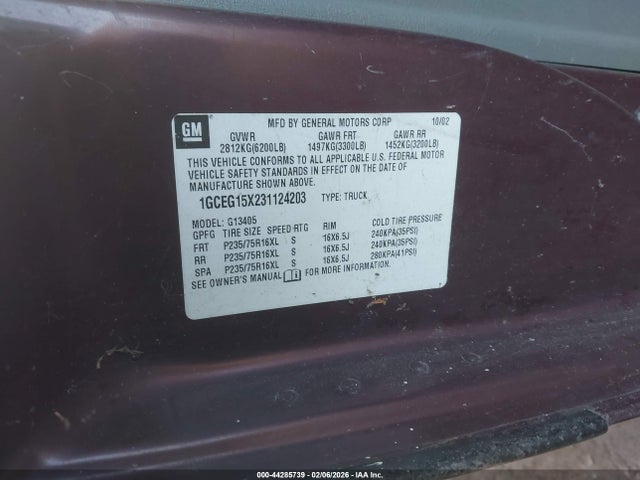 GM
MFD BY GENERAL MOTORS CORP 10/02
GVWR GAWR FRT GAWR RR
2812KG(6200LB) 1497KG(3300LB) 1452KG(3200LB)
THIS VEHICLE CONFORMS TO ALL APPLICABLE U.S. FEDERAL MOTOR
VEHICLE SAFETY STANDARDS IN EFFECT ON THE DATE OF
MANUFACTURE SHOWN ABOVE.
1GCEG15X231124203 TYPE: TRUCK
MODEL: G13405
GPFG TIRE SIZE SPEED RTG RIM COLD TIRE PRESSURE
FRT P235/75R16XL S 16X6.5J 240KPA(35PSI)
RR P235/75R16XL S 16X6.5J 240KPA(35PSI)
SPA P235/75R16XL S 16X6.5J 280KPA(41PSI)
SEE OWNER'S MANUAL FOR MORE INFORMATION.
000-44285739 - 02/06/2026 - IAAI.COM